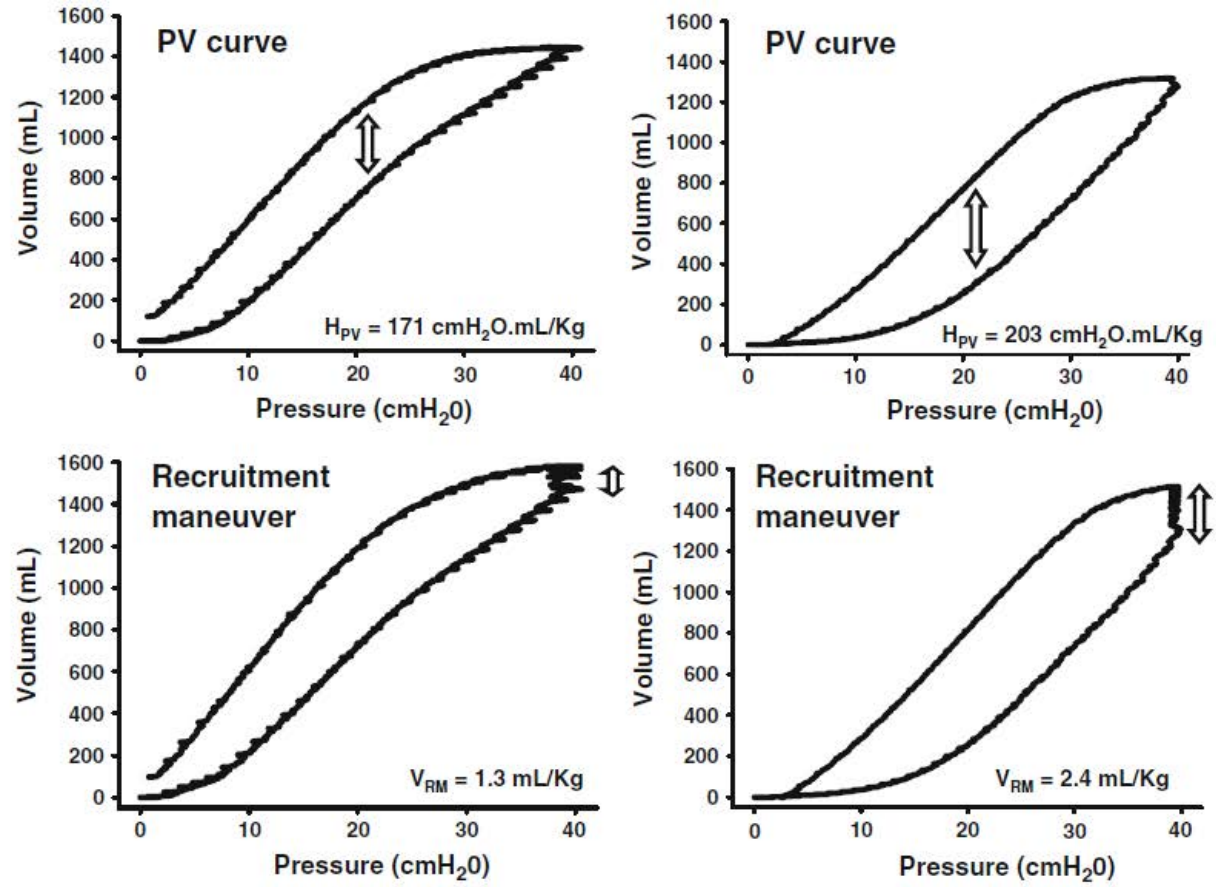 PV curve
1600
1400
1200
1000
800
600
400
200
0
Volume (mL)
H_PV = 171 cmH₂O.mL/Kg
0 10 20 30 40
Pressure (cmH₂0)
PV curve
1600
1400
1200
1000
800
600
400
200
0
Volume (mL)
H_PV = 203 cmH₂O.mL/Kg
0 10 20 30 40
Pressure (cmH₂0)
Recruitment
maneuver
1600
1400
1200
1000
800
600
400
200
0
Volume (mL)
V_RM = 1.3 mL/Kg
0 10 20 30 40
Pressure (cmH₂0)
Recruitment
maneuver
1600
1400
1200
1000
800
600
400
200
0
Volume (mL)
V_RM = 2.4 mL/Kg
0 10 20 30 40
Pressure (cmH₂0)